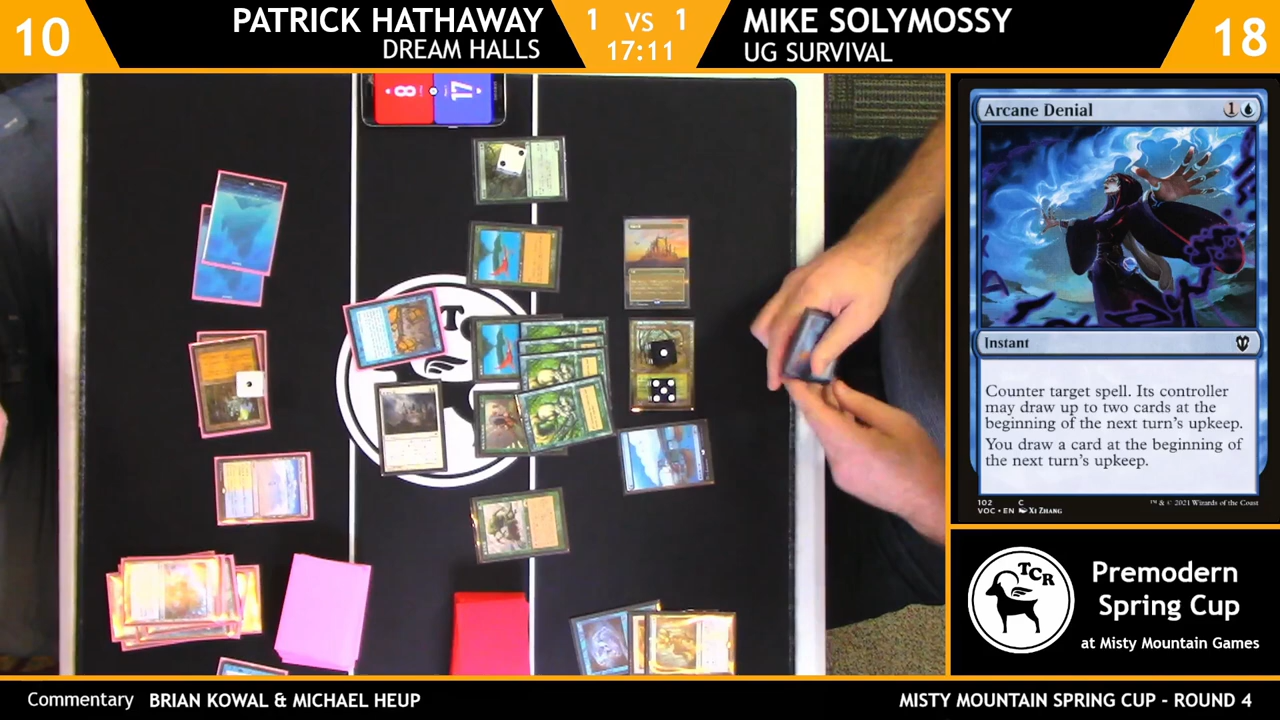 10
PATRICK HATHAWAY
DREAM HALLS
1 VS 1
17:11
MIKE SOLYMOSSY
UG SURVIVAL
18
8
17
Arcane Denial
1
Instant
Counter target spell. Its controller
may draw up to two cards at the
beginning of the next turn's upkeep.
You draw a card at the beginning of
the next turn's upkeep.
102 C
VOC • EN XI ZHANG
™ & © 2021 Wizards of the Coast
T
TCR
Premodern
Spring Cup
at Misty Mountain Games
Commentary BRIAN KOWAL & MICHAEL HEUP
MISTY MOUNTAIN SPRING CUP - ROUND 4